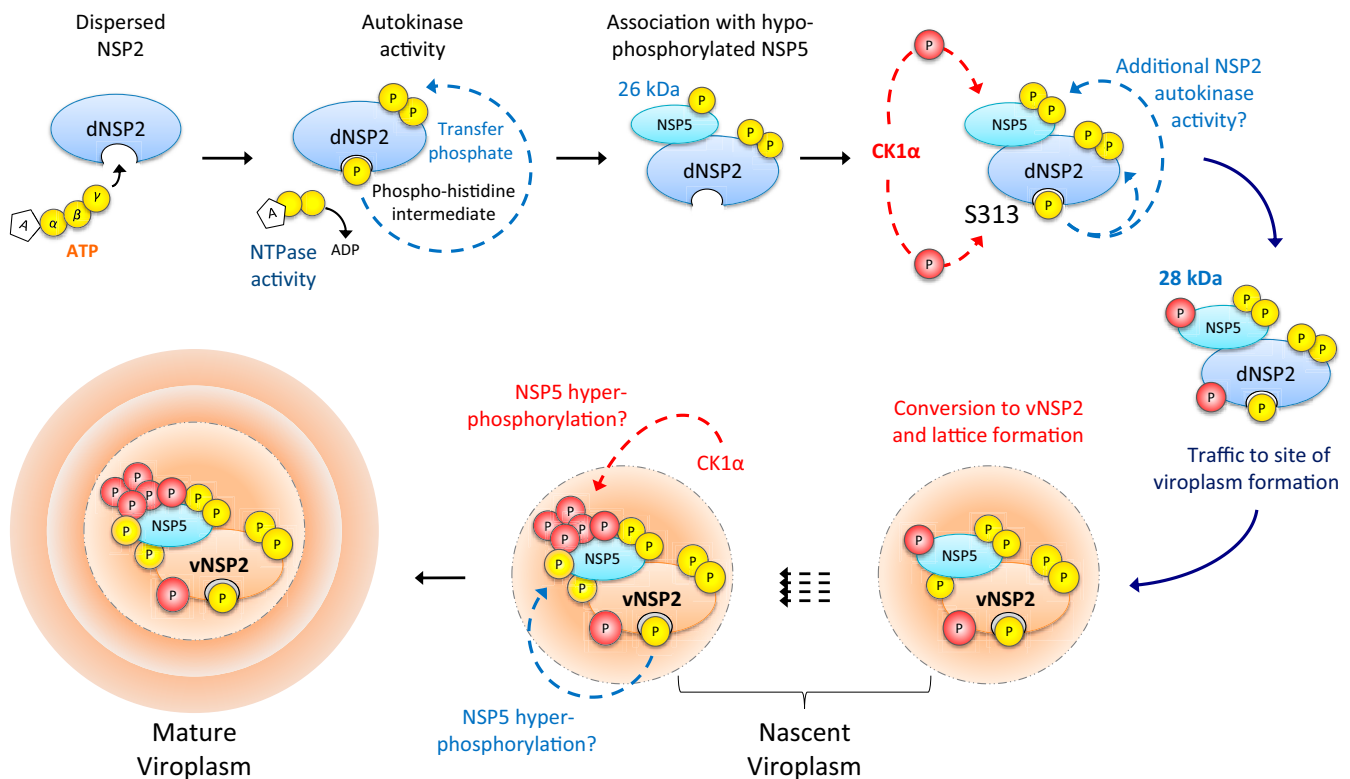 Dispersed
NSP2
dNSP2
A
α
β
γ
ATP
Autokinase
activity
P
P
dNSP2
P
Transfer
phosphate
Phospho-histidine
intermediate
A
NTPase
activity
ADP
Association with hypo-
phosphorylated NSP5
26 kDa
P
NSP5
P
P
dNSP2
P
CK1α
P
P
P
NSP5
P
P
dNSP2
P
S313
Additional NSP2
autokinase
activity?
28 kDa
P
P
P
NSP5
P
P
dNSP2
P
P
Traffic to site of
viroplasm formation
Conversion to vNSP2
and lattice formation
P
P
P
NSP5
P
P
P
vNSP2
P
P
NSP5 hyper-
phosphorylation?
CK1α
P
P
P
P
P
P
P
P
P
NSP5
P
P
P
vNSP2
P
P
NSP5 hyper-
phosphorylation?
Nascent
Viroplasm
P
P
P
P
P
P
P
P
P
NSP5
P
P
P
vNSP2
P
P
Mature
Viroplasm